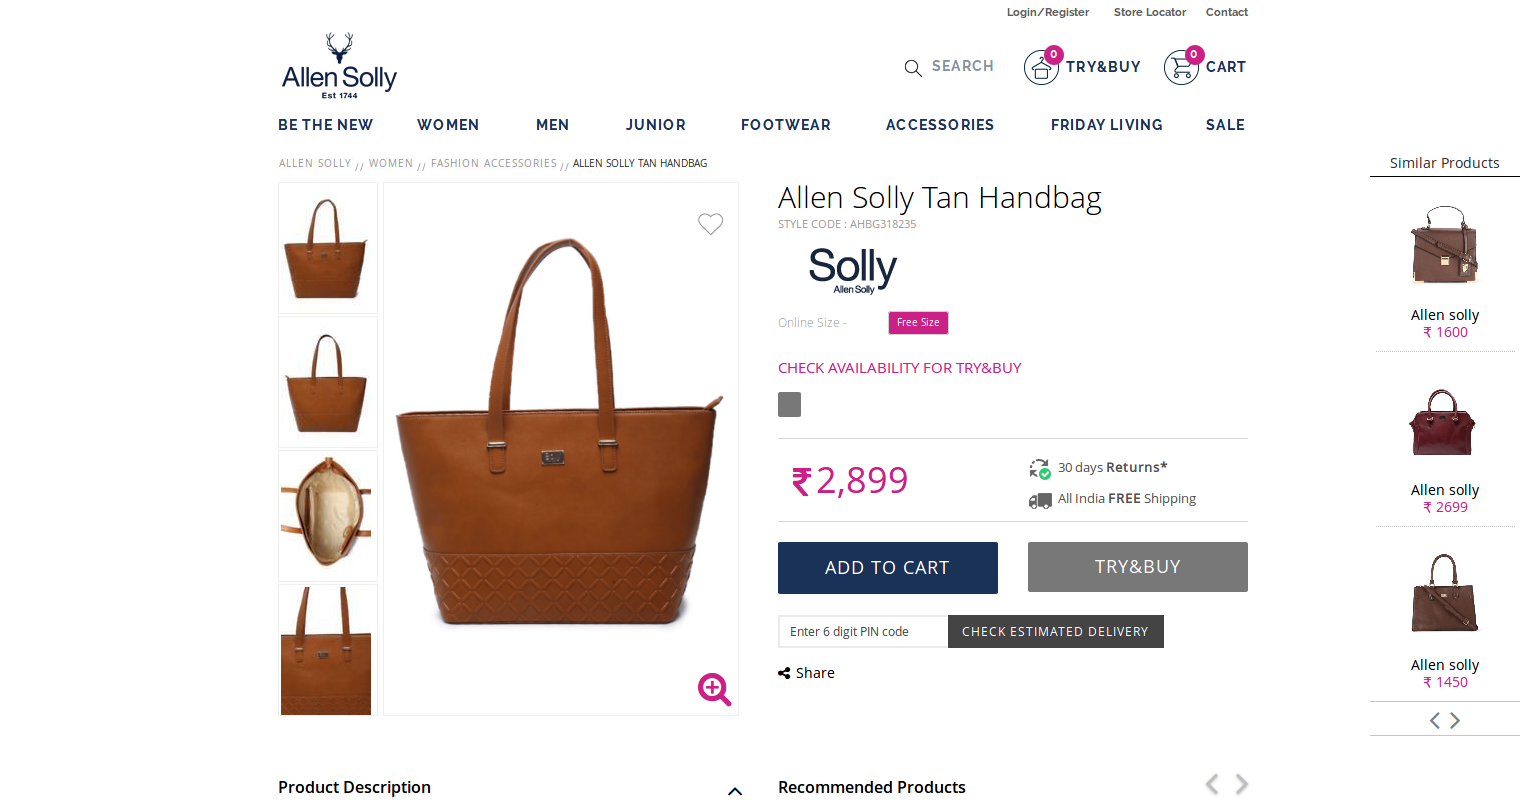 Login/Register Store Locator Contact
Allen Solly
Est 1744
SEARCH 0 TRY&BUY 0 CART
BE THE NEW WOMEN MEN JUNIOR FOOTWEAR ACCESSORIES FRIDAY LIVING SALE
ALLEN SOLLY // WOMEN // FASHION ACCESSORIES // ALLEN SOLLY TAN HANDBAG
Allen Solly Tan Handbag
STYLE CODE : AHBG318235
Solly
Allen Solly
Online Size - Free Size
CHECK AVAILABILITY FOR TRY&BUY
₹2,899
30 days Returns*
All India FREE Shipping
ADD TO CART TRY&BUY
Enter 6 digit PIN code CHECK ESTIMATED DELIVERY
Share
Similar Products
Allen solly
₹ 1600
Allen solly
₹ 2699
Allen solly
₹ 1450
Product Description Recommended Products